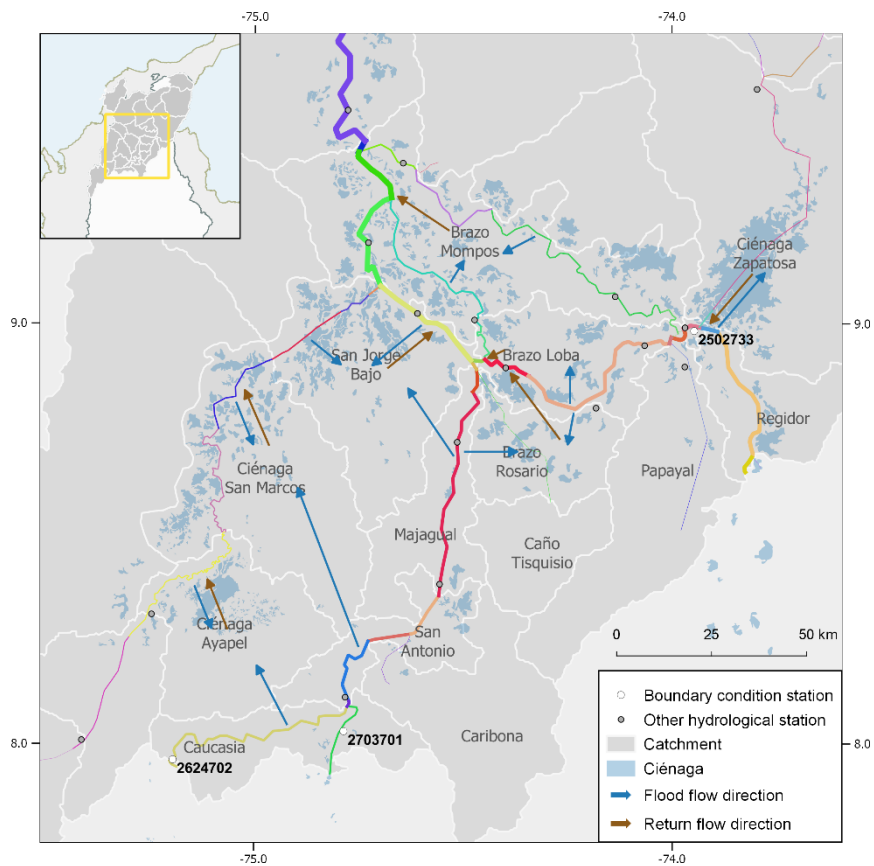 -75.0
-74.0
Brazo
Mompos
Ciénaga
Zapatosa
9.0
9.0
2502733
San Jorge
Bajo
Brazo Loba
Regidor
Ciénaga
San Marcos
Brazo
Rosario
Papayal
Majagual
Caño
Tisquisio
Ciénaga
Ayapel
San
Antonio
0 25 50 km
8.0
8.0
Caucasia
2624702
2703701
Caribona
Boundary condition station
Other hydrological station
Catchment
Ciénaga
Flood flow direction
Return flow direction
-75.0
-74.0